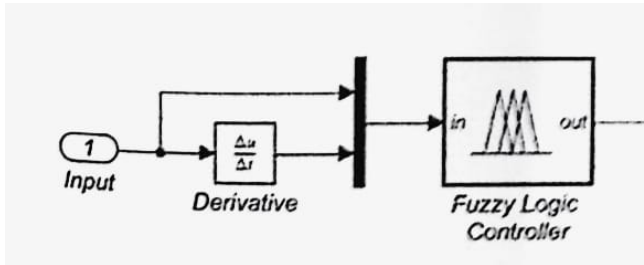 1
Input
Δu
Δt
Derivative
in
out
Fuzzy Logic
Controller